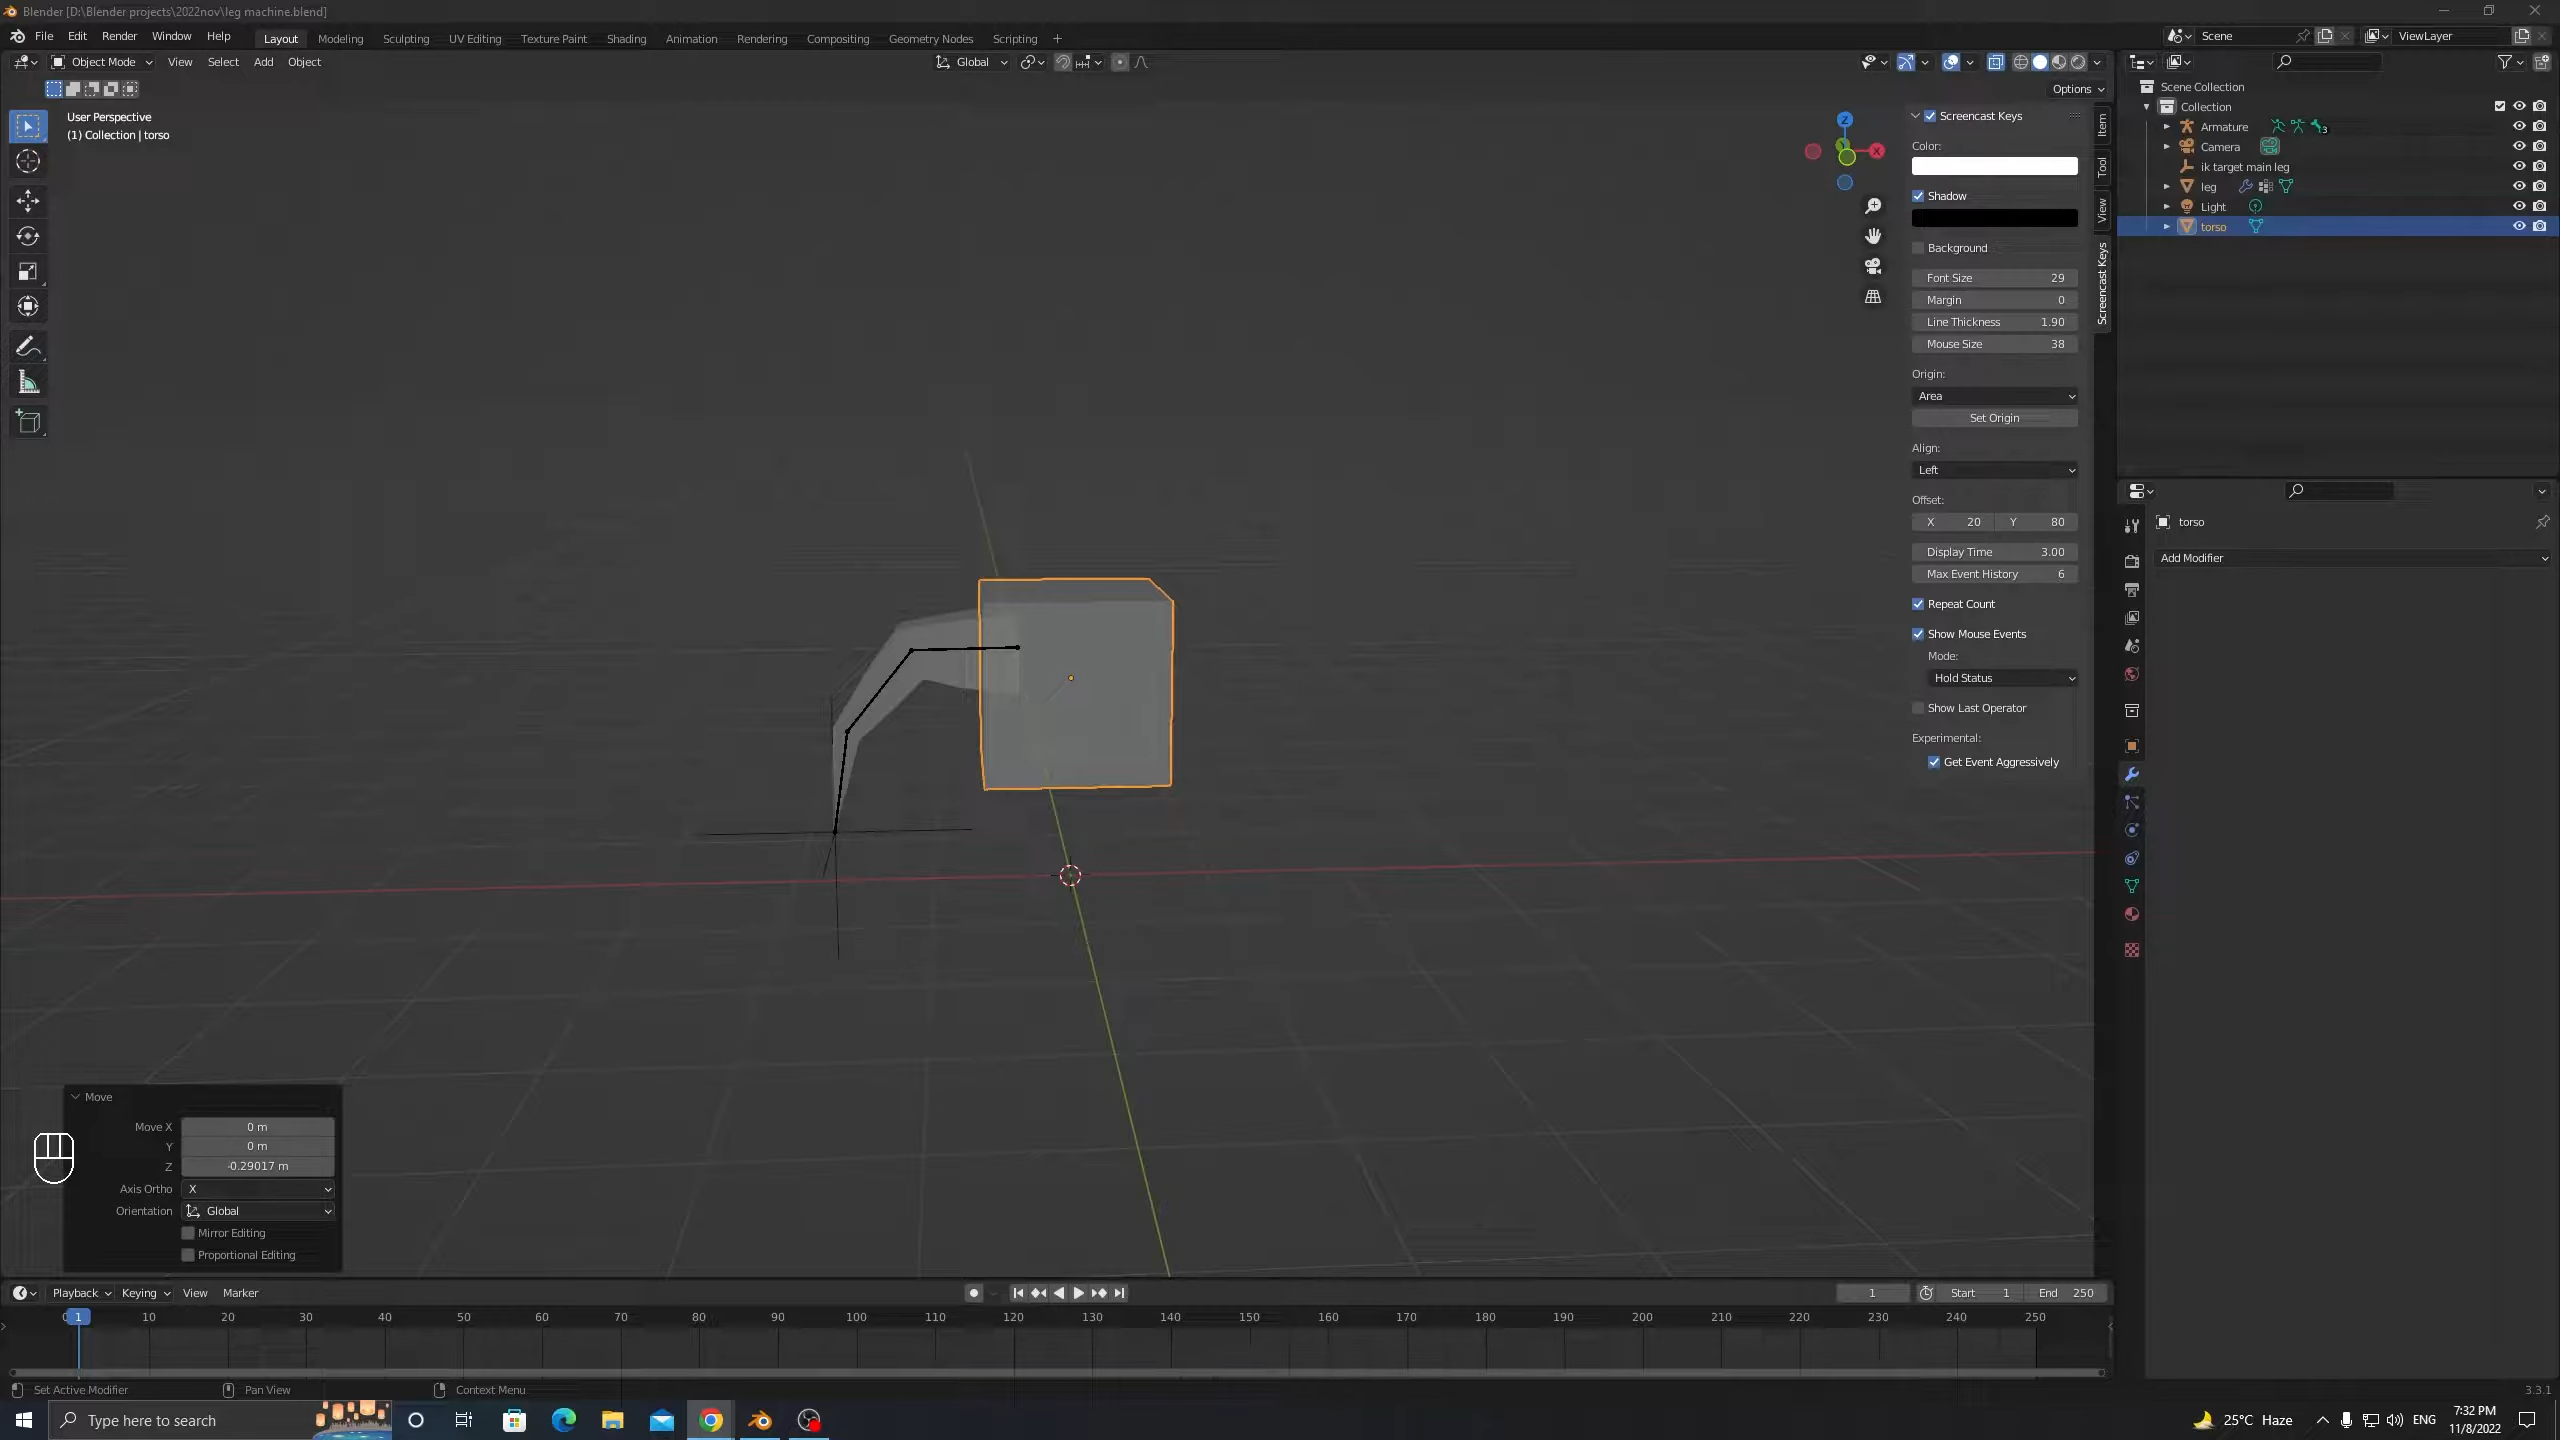 Blender [D:\Blender projects\2022nov\leg machine.blend]
File Edit Render Window Help Layout Modeling Sculpting UV Editing Texture Paint Shading Animation Rendering Compositing Geometry Nodes Scripting + Scene ViewLayer
Object Mode View Select Add Object Global
Options
User Perspective
(1) Collection | torso
Z
X
Screencast Keys
Color:
Shadow
Background
Font Size 29
Margin 0
Line Thickness 1.90
Mouse Size 38
Origin:
Area
Set Origin
Align:
Left
Offset:
X 20 Y 80
Display Time 3.00
Max Event History 6
Repeat Count
Show Mouse Events
Mode:
Hold Status
Show Last Operator
Experimental:
Get Event Aggressively
Item
Tool
View
Screencast Keys
Scene Collection
Collection
Armature 3
Camera
ik target main leg
leg
Light
torso
torso
Add Modifier
Move
Move X 0 m
Y 0 m
Z -0.29017 m
Axis Ortho X
Orientation Global
Mirror Editing
Proportional Editing
Playback Keying View Marker 1 Start 1 End 250
0 1 10 20 30 40 50 60 70 80 90 100 110 120 130 140 150 160 170 180 190 200 210 220 230 240 250
Set Active Modifier Pan View Context Menu 3.3.1
Type here to search 25°C Haze ENG 7:32 PM
11/8/2022